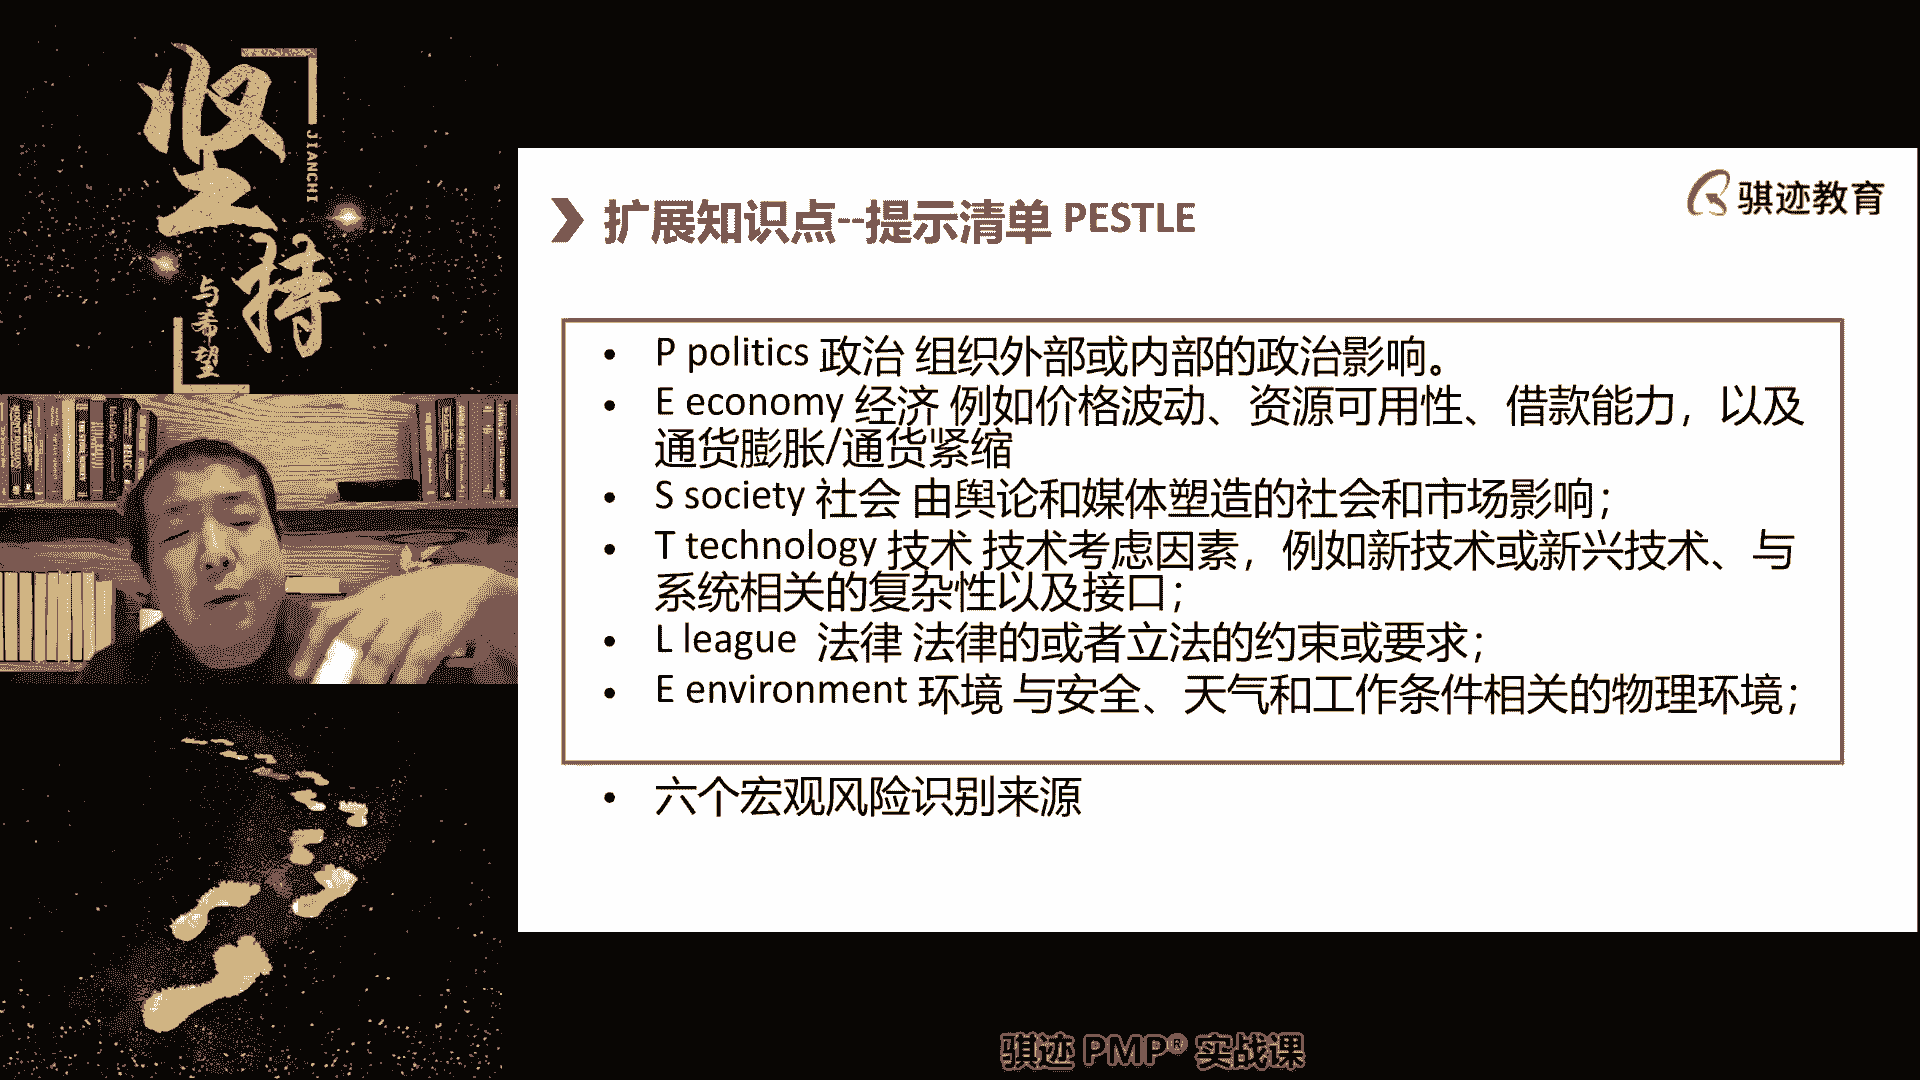 坚持
JIANCHI
与希望
骐迹教育
扩展知识点--提示清单 PESTLE
• P politics 政治 组织外部或内部的政治影响。
• E economy 经济 例如价格波动、资源可用性、借款能力，以及
通货膨胀/通货紧缩
• S society 社会 由舆论和媒体塑造的社会和市场影响；
• T technology 技术 技术考虑因素，例如新技术或新兴技术、与
系统相关的复杂性以及接口；
• L league 法律 法律的或者立法的约束或要求；
• E environment 环境 与安全、天气和工作条件相关的物理环境；
• 六个宏观风险识别来源
骐迹 PMP® 实战课